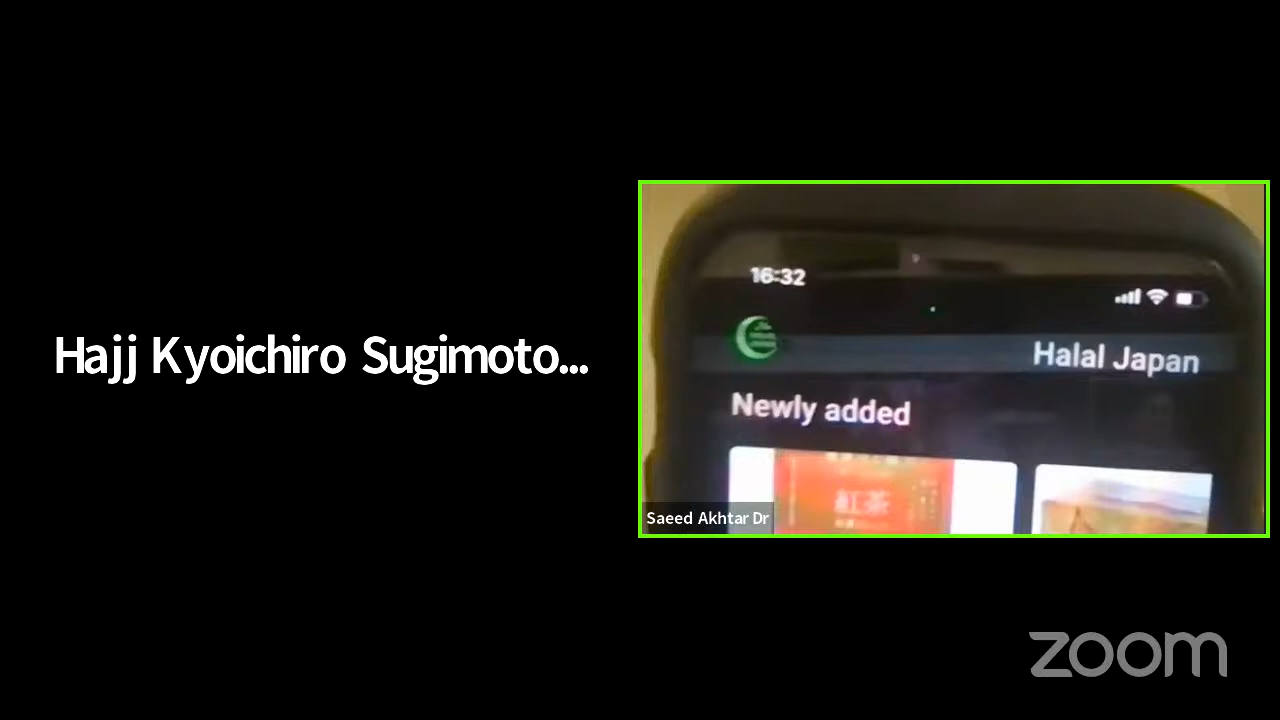 Hajj Kyoichiro Sugimoto...
16:32
Halal Japan
Newly added
紅茶
Saeed Akhtar Dr
zoom